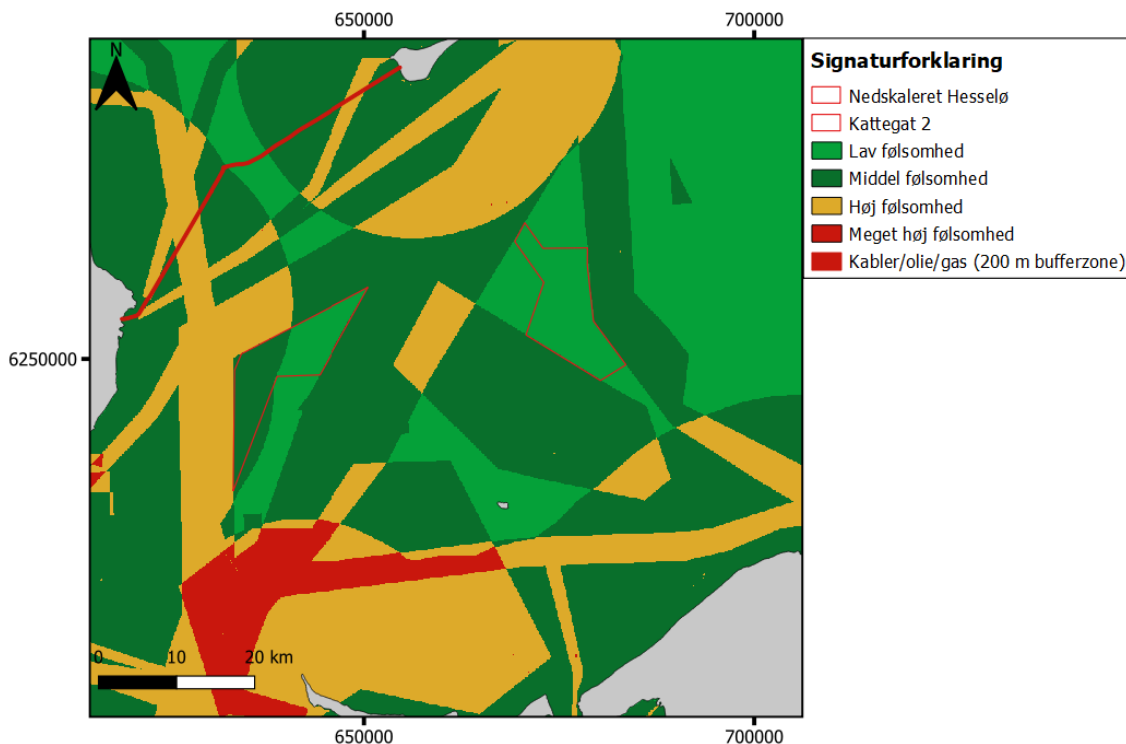 650000 700000
N
Signaturforklaring
Nedskaleret Hesselø
Kattegat 2
Lav følsomhed
Middel følsomhed
Høj følsomhed
Meget høj følsomhed
Kabler/olie/gas (200 m bufferzone)
6250000
0 10 20 km
650000 700000